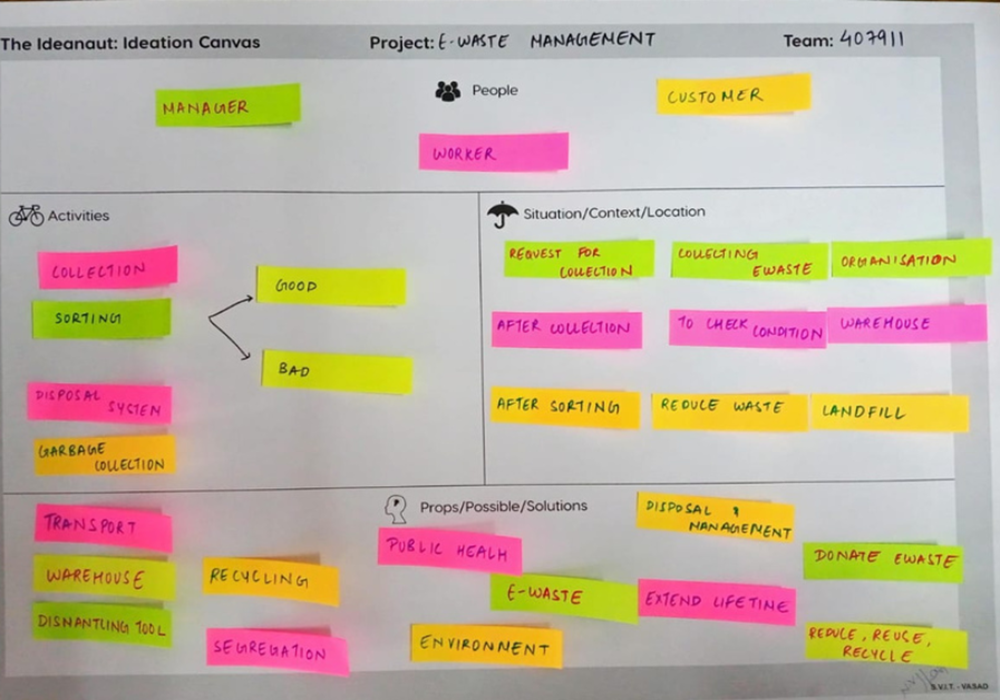 The Ideanaut: Ideation Canvas
Project: E-WASTE MANAGEMENT
Team: 407911
People
MANAGER
CUSTOMER
WORKER
Activities
COLLECTION
SORTING
GOOD
BAD
DISPOSAL
SYSTEM
GARBAGE
COLLECTION
Situation/Context/Location
REQUEST FOR
COLLECTION
COLLECTING
EWASTE
ORGANISATION
AFTER COLLECTION
TO CHECK CONDITION
WAREHOUSE
AFTER SORTING
REDUCE WASTE
LANDFILL
Props/Possible/Solutions
TRANSPORT
WAREHOUSE
DISNANTLING TOOL
RECYCLING
SEGREGATION
PUBLIC HEALH
E-WASTE
ENVIRONMENT
DISPOSAL &
MANAGEMENT
EXTEND LIFETINE
DONATE EWASTE
REDUCE, REUSE,
RECYCLE
S.V.I.T. - VASAD